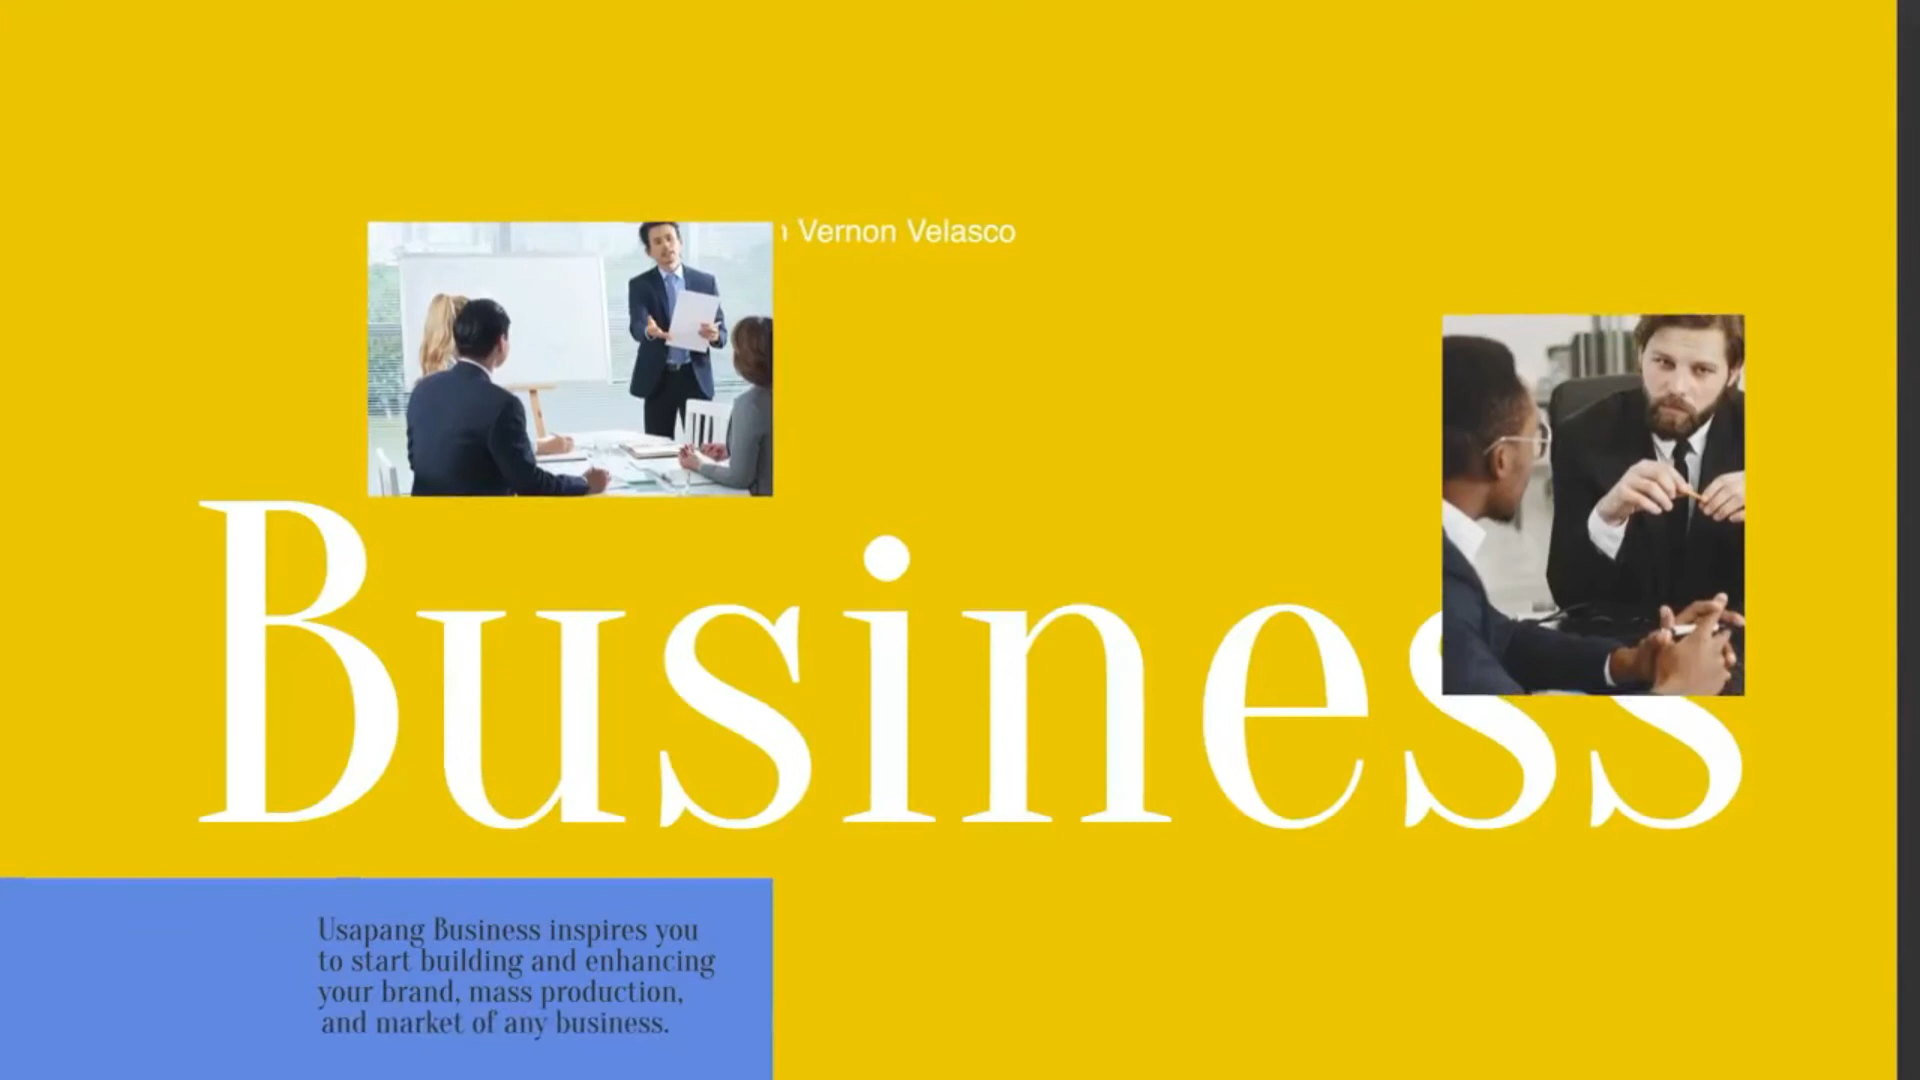 Vernon Velasco
Business
Usapang Business inspires you
to start building and enhancing
your brand, mass production,
and market of any business.